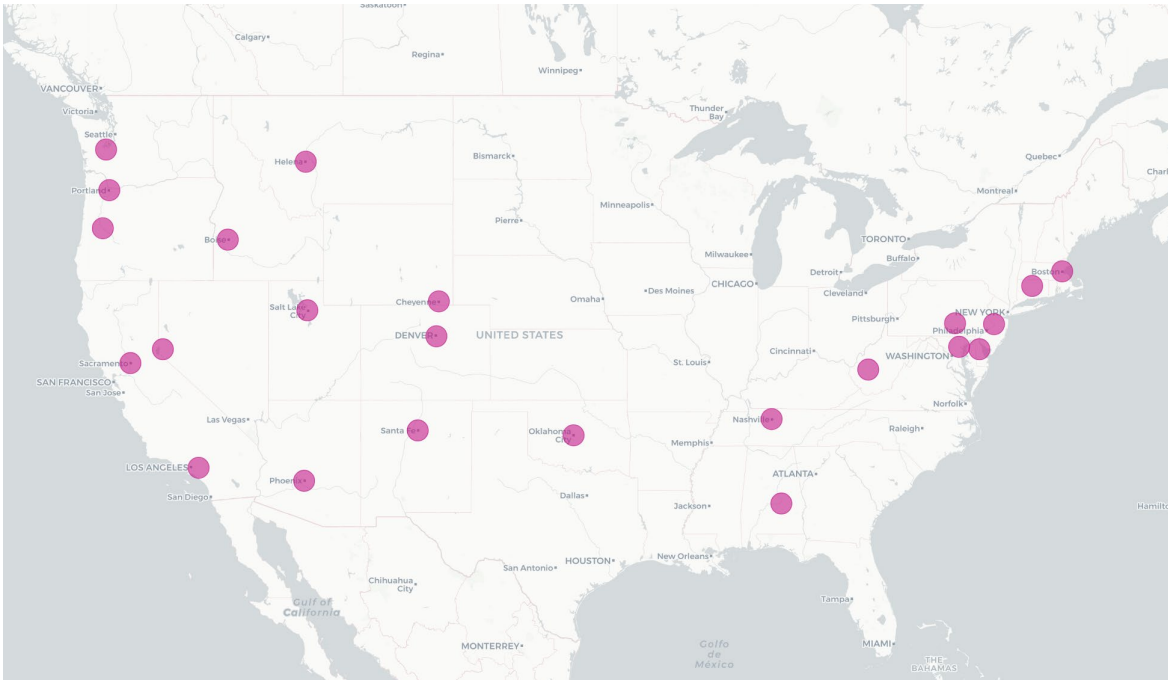 Saskatoon
Calgary
Regina
Winnipeg
VANCOUVER
Victoria
Seattle
Thunder
Bay
Helena
Bismarck
Quebec
Portland
Montreal
Minneapolis
Pierre
Boise
TORONTO
Milwaukee
Buffalo
Detroit
Boston
CHICAGO
Cheyenne
Omaha
Des Moines
Cleveland
Salt Lake
City
NEW YORK
Pittsburgh
Philadelphia
DENVER
UNITED STATES
Cincinnati
WASHINGTON
Sacramento
St. Louis
SAN FRANCISCO
San Jose
Norfolk
Las Vegas
Nashville
Raleigh
Santa Fe
Oklahoma
City
Memphis
LOS ANGELES
ATLANTA
Phoenix
San Diego
Dallas
Jackson
Hamilt
New Orleans
HOUSTON
San Antonio
Chihuahua
City
Tampa
Gulf of
California
MONTERREY
Golfo
de
México
MIAMI
THE
BAHAMAS